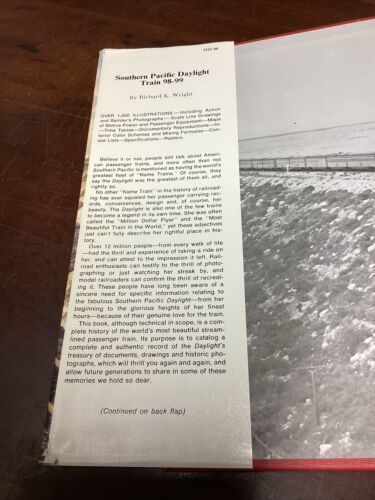 Southern Pacific Daylight
Train 98-99
By Richard K. Wright
OVER 1,000 ILLUSTRATIONS—Including Action
and Builder's Photographs—Scale Line Drawings
of Motive Power and Passenger Equipment—Maps
—Time Tables—Documentary Reproductions—In-
terior Color Schemes and Mixing Formulas—Con-
sist Lists—Specifications—Rosters.
Believe it or not, people still talk about Ameri-
can passenger trains, and more often than not
Southern Pacific is mentioned as having the world's
greatest fleet of "Name Trains." Of course, they
say the Daylight was the greatest of them all, and
rightly so.
No other "Name Train" in the history of railroad-
ing has ever equaled her passenger carrying rec-
ords, conveniences, design and, of course, her
beauty. The Daylight is also one of the few trains
to become a legend in its own time. She was often
called the "Million Dollar Flyer" and the "Most
Beautiful Train in the World," yet these adjectives
just can't fully describe her rightful place in his-
tory.
Over 12 million people—from every walk of life
—had the thrill and experience of taking a ride on
her, and can attest to the impression it left. Rail-
road enthusiasts can testify to the thrill of photo-
graphing or just watching her streak by, and
model railroaders can confirm the thrill of recreat-
ing it. These people have long been aware of a
sincere need for specific information relating to
the fabulous Southern Pacific Daylight—from her
beginning to the glorious heights of her finest
hours—because of their genuine love for the train.
This book, although technical in scope, is a com-
plete history of the world's most beautiful stream-
lined passenger train. Its purpose is to catalog a
complete and authentic record of the Daylight's
treasury of documents, drawings and historic pho-
tographs, which will thrill you again and again, and
allow future generations to share in some of these
memories we hold so dear.
(Continued on back flap)